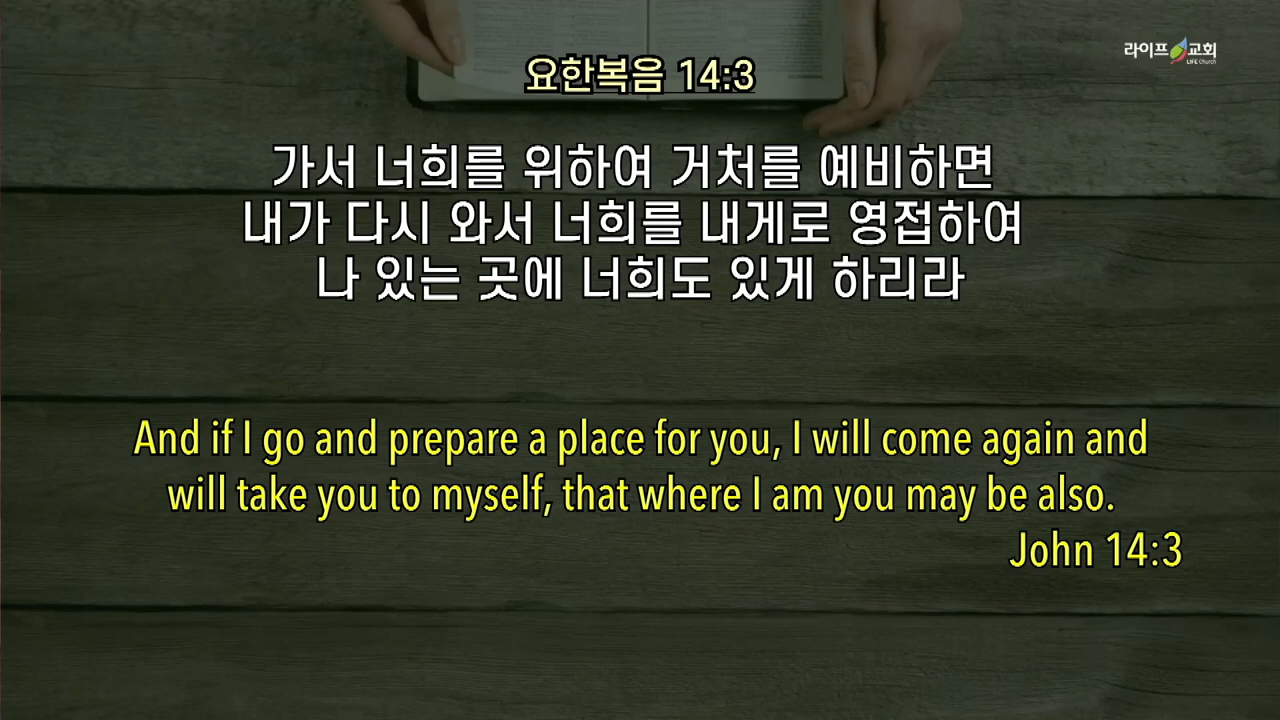 라이프교회
LIFE Church
요한복음 14:3
가서 너희를 위하여 거처를 예비하면
내가 다시 와서 너희를 내게로 영접하여
나 있는 곳에 너희도 있게 하리라
And if I go and prepare a place for you, I will come again and
will take you to myself, that where I am you may be also.
John 14:3